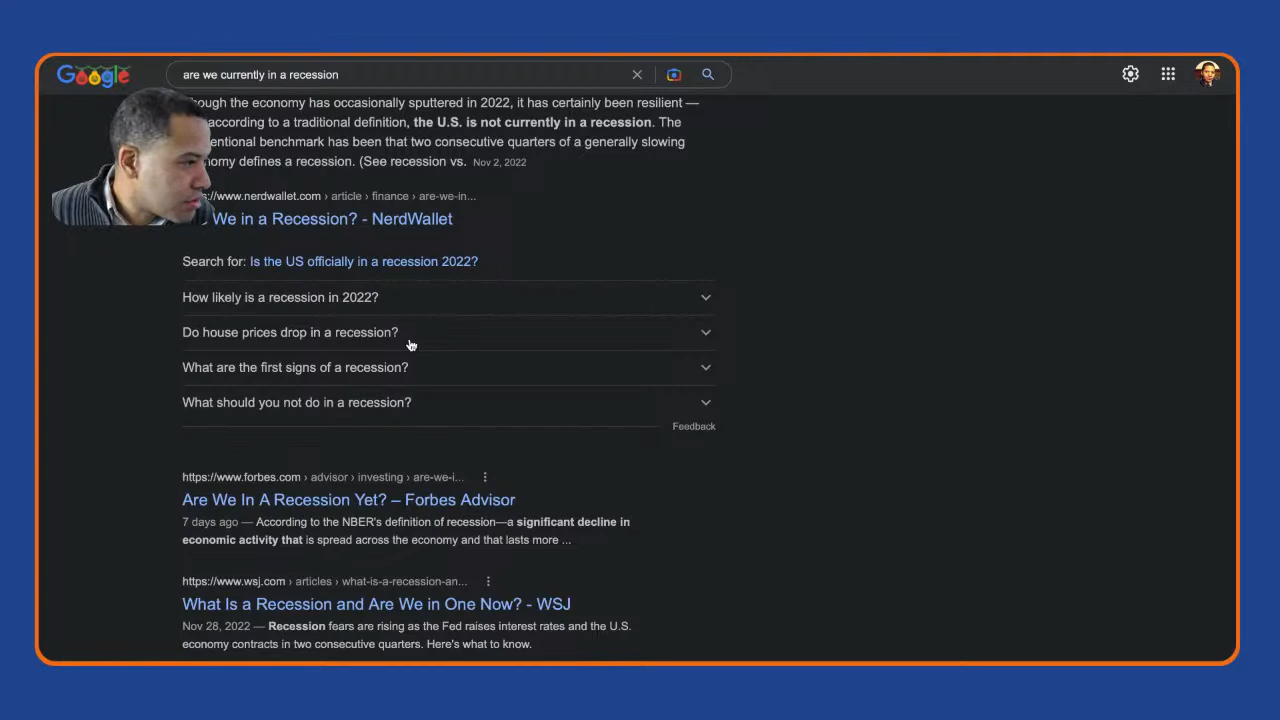 Google
are we currently in a recession
ough the economy has occasionally sputtered in 2022, it has certainly been resilient —
according to a traditional definition, the U.S. is not currently in a recession. The
entional benchmark has been that two consecutive quarters of a generally slowing
nomy defines a recession. (See recession vs. Nov 2, 2022
://www.nerdwallet.com › article › finance › are-we-in...
We in a Recession? - NerdWallet
Search for: Is the US officially in a recession 2022?
How likely is a recession in 2022?
Do house prices drop in a recession?
What are the first signs of a recession?
What should you not do in a recession?
Feedback
https://www.forbes.com › advisor › investing › are-we-i...
Are We In A Recession Yet? – Forbes Advisor
7 days ago — According to the NBER's definition of recession—a significant decline in
economic activity that is spread across the economy and that lasts more ...
https://www.wsj.com › articles › what-is-a-recession-an...
What Is a Recession and Are We in One Now? - WSJ
Nov 28, 2022 — Recession fears are rising as the Fed raises interest rates and the U.S.
economy contracts in two consecutive quarters. Here's what to know.